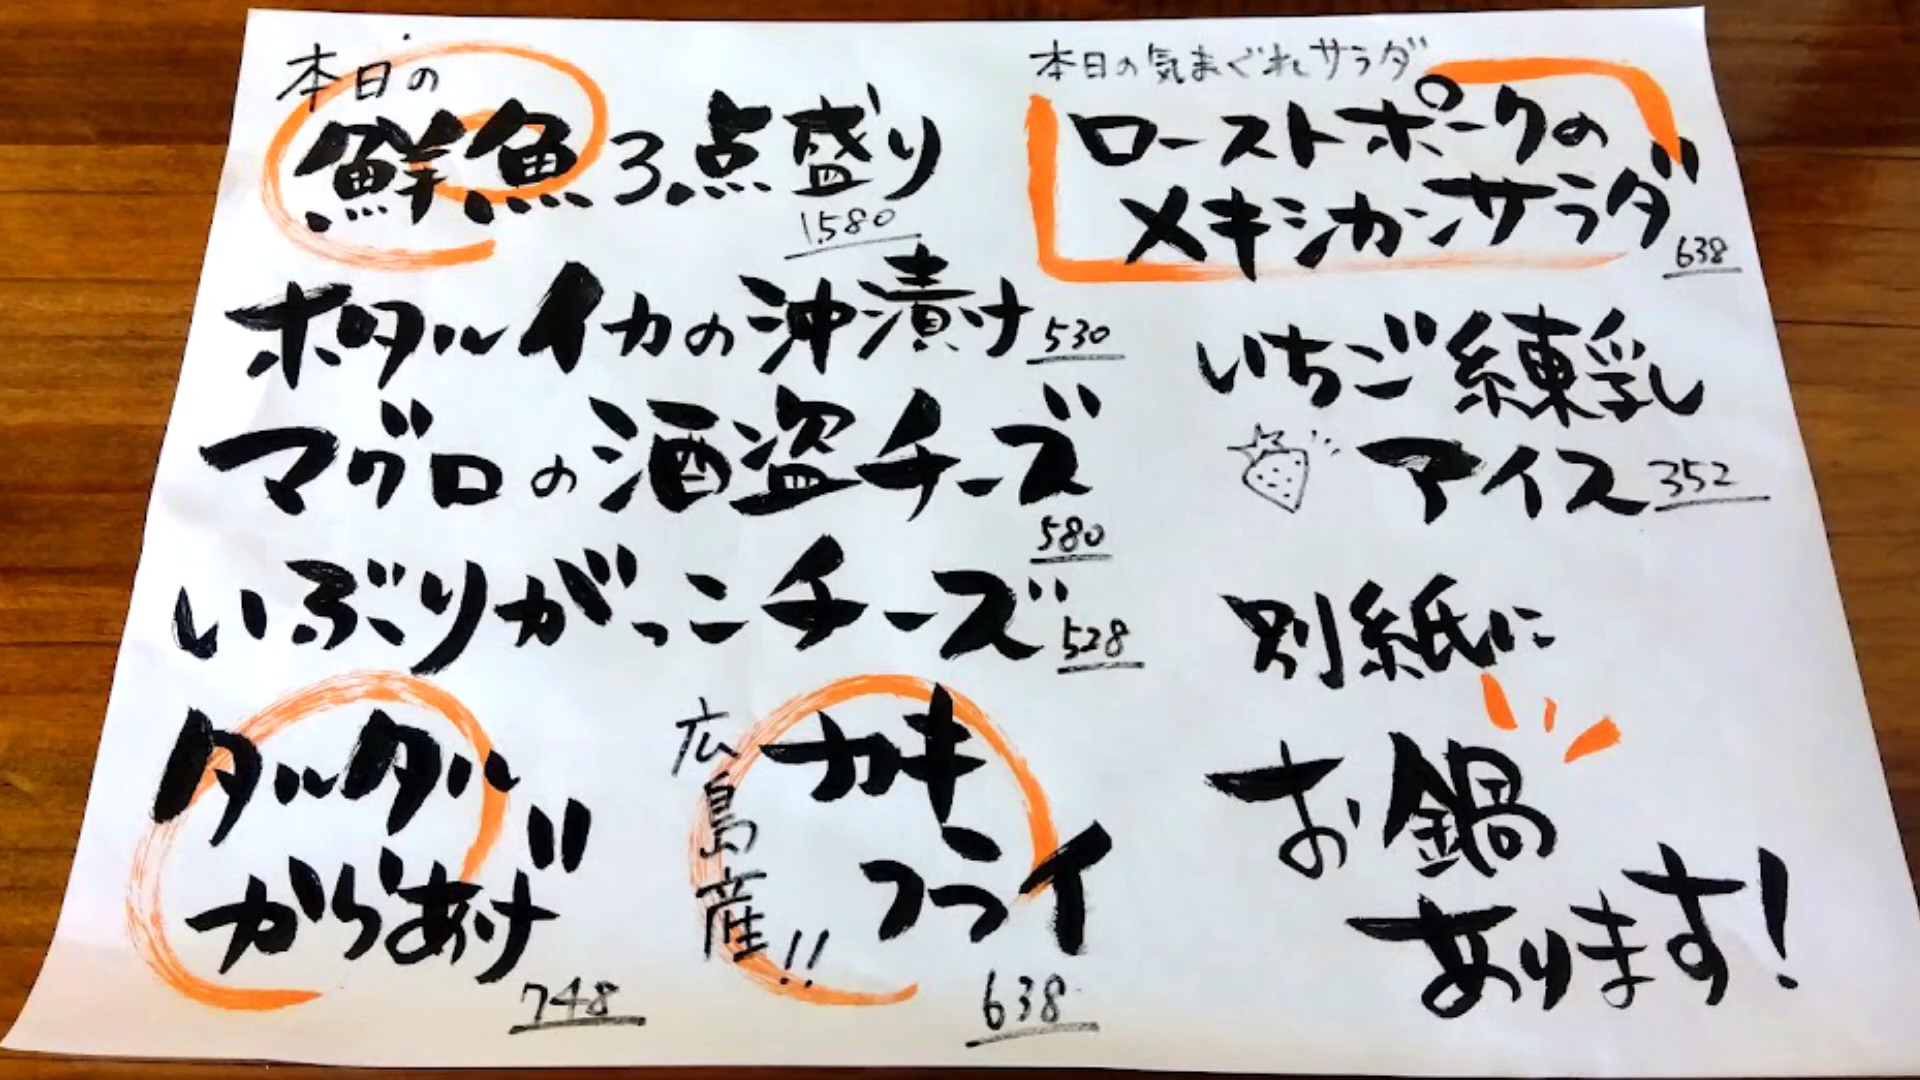 本日の
鮮魚3点盛り
1,580
ホタルイカの沖漬け 530
マグロの酒盗チーズ
580
いぶりがっこチーズ 528
タルタル
からあげ
748
広島産!!
カキ
フライ
638
本日の気まぐれサラダ
ローストポークの
メキシカンサラダ
638
いちご練乳
アイス 352
別紙に
お鍋
あります!